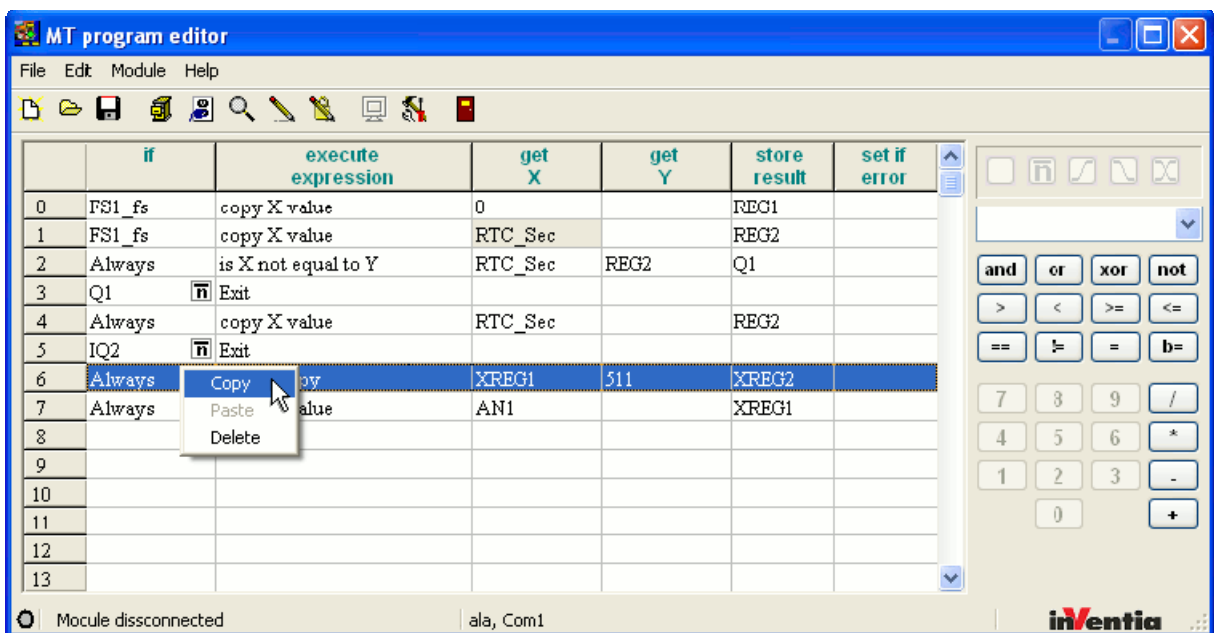 MT program editor
File Edit Module Help
if execute expression get X get Y store result set if error
0 FS1_fs copy X value 0 REG1
1 FS1_fs copy X value RTC_Sec REG2
2 Always is X not equal to Y RTC_Sec REG2 Q1
3 Q1 n Exit
4 Always copy X value RTC_Sec REG2
5 IQ2 n Exit
6 Always py XREG1 511 XREG2
7 Always alue AN1 XREG1
8
9
10
11
12
13
Copy
Paste
Delete
n
and or xor not
> < >= <=
== != = b=
7 8 9 /
4 5 6 *
1 2 3 -
0 +
Mocule dissconnected ala, Com1 inVentia